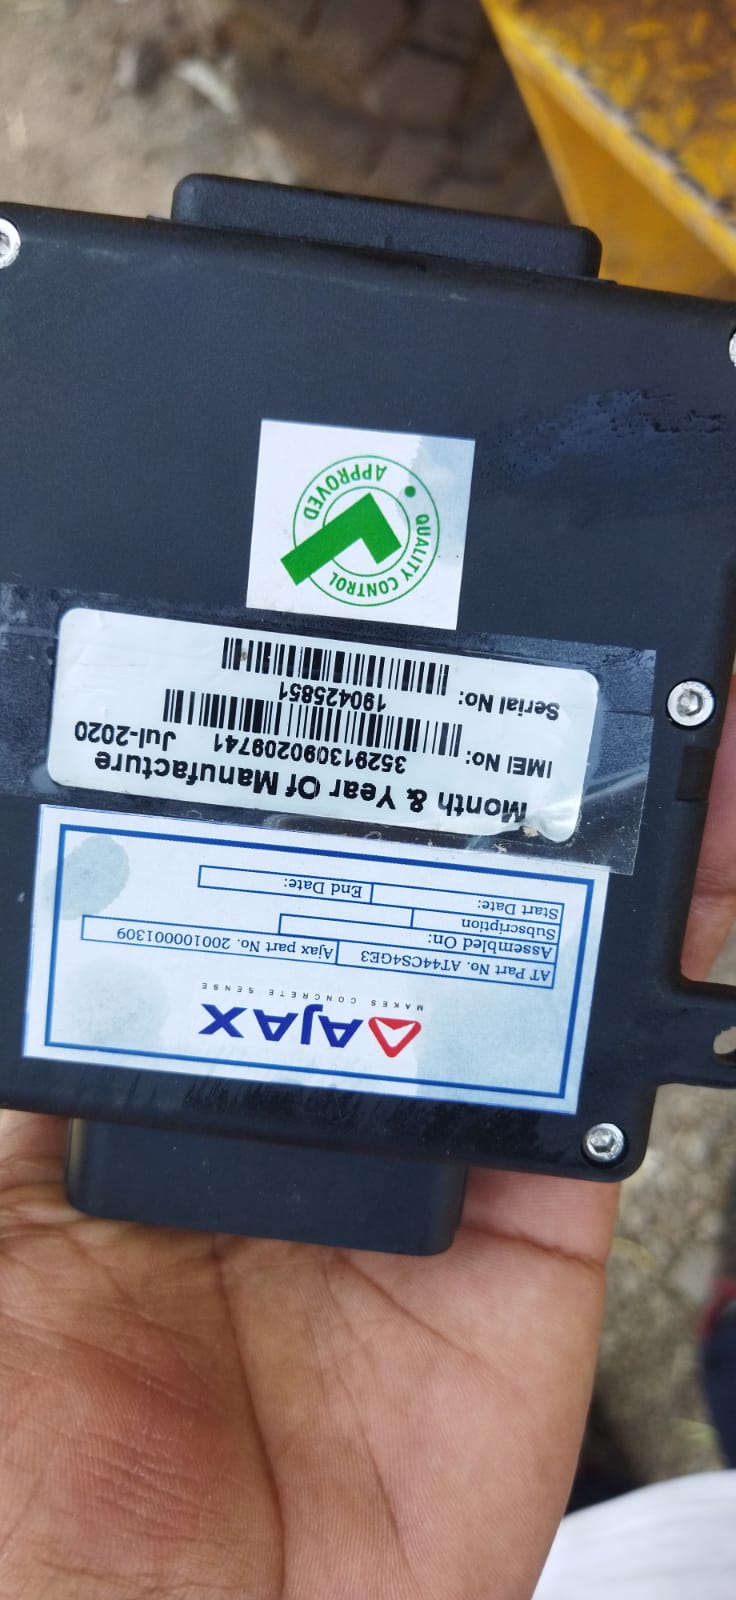 AJAX
MAKES CONCRETE SENSE
AT Part No. AT44CS4GE3 Ajax part No. 200100001309
Assembled On:
Subscription
Start Date: End Date:
Month & Year Of Manufacture
IMEI No: 352913090209741 Jul-2020
Serial No: 190425851
QUALITY CONTROL
APPROVED